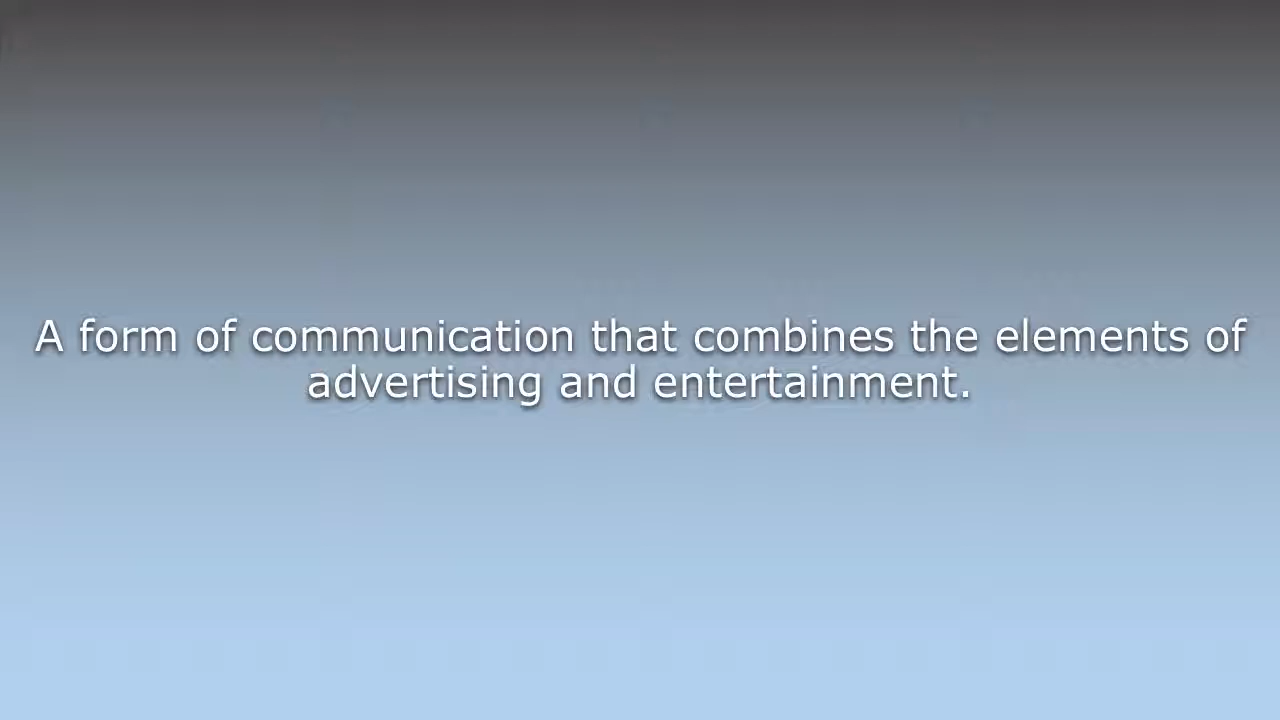 A form of communication that combines the elements of
advertising and entertainment.